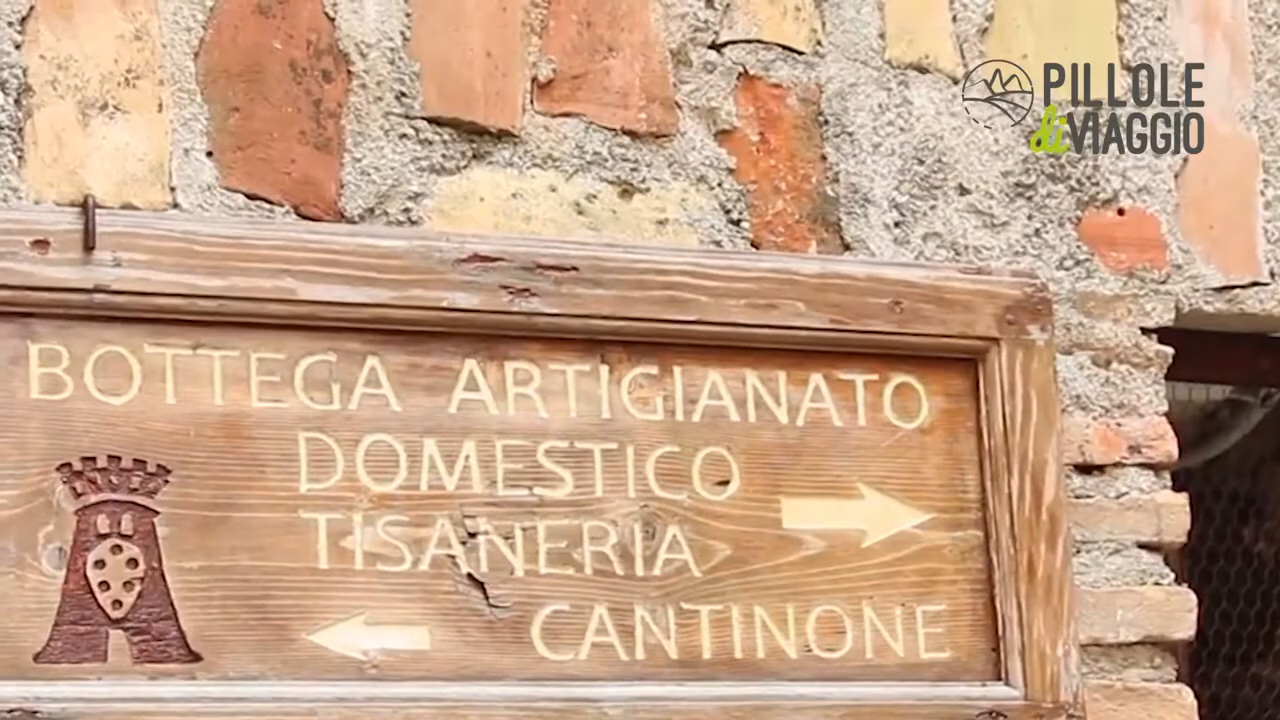 PILLOLE
di VIAGGIO
BOTTEGA ARTIGIANATO
DOMESTICO
TISANERIA
CANTINONE